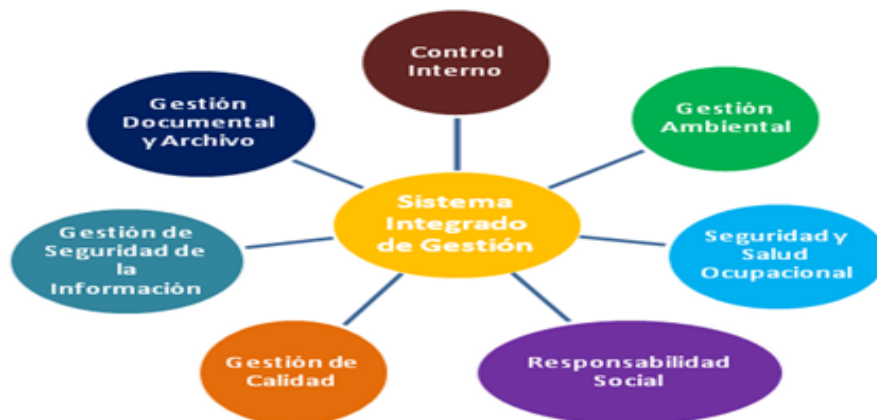 Control
Interno
Gestión
Documental
y Archivo
Gestión
Ambiental
Sistema
Integrado
de Gestión
Gestión de
Seguridad de
la
Información
Seguridad y
Salud
Ocupacional
Gestión de
Calidad
Responsabilidad
Social